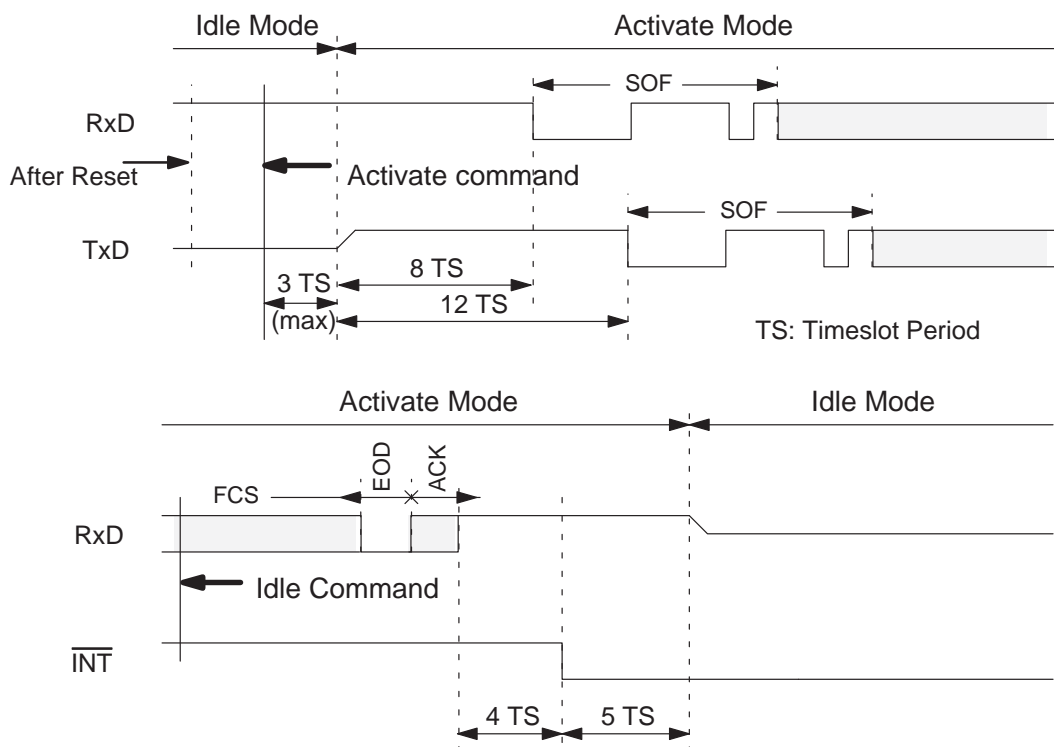 Idle Mode
Activate Mode
SOF
RxD
After Reset
Activate command
SOF
TxD
3 TS
(max)
8 TS
12 TS
TS: Timeslot Period
Activate Mode
Idle Mode
FCS
EOD
ACK
RxD
Idle Command
INT
4 TS
5 TS